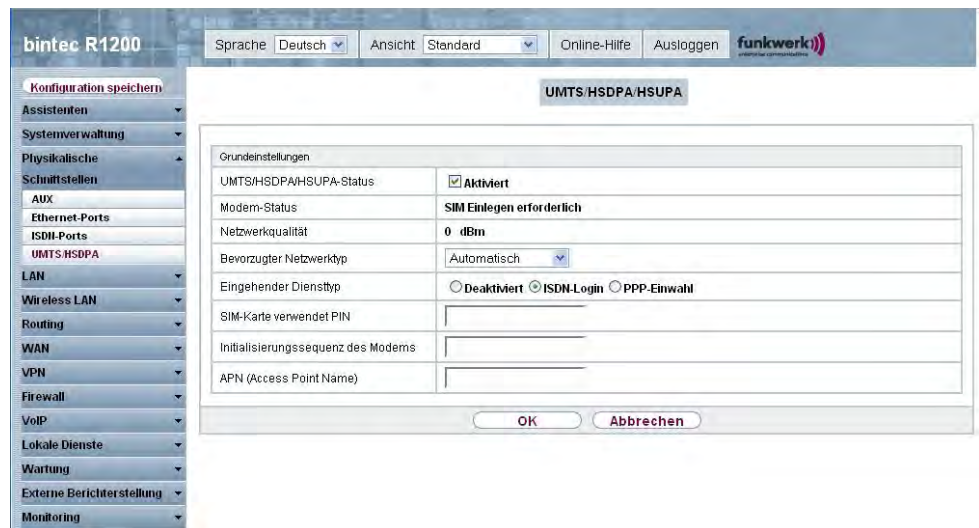 bintec R1200
Sprache Deutsch Ansicht Standard Online-Hilfe Ausloggen funkwerk
Konfiguration speichern
Assistenten
Systemverwaltung
Physikalische Schnittstellen
AUX
Ethernet-Ports
ISDN-Ports
UMTS/HSDPA
LAN
Wireless LAN
Routing
WAN
VPN
Firewall
VoIP
Lokale Dienste
Wartung
Externe Berichterstellung
Monitoring
UMTS/HSDPA/HSUPA
Grundeinstellungen
UMTS/HSDPA/HSUPA-Status Aktiviert
Modem-Status SIM Einlegen erforderlich
Netzwerkqualität 0 dBm
Bevorzugter Netzwerktyp Automatisch
Eingehender Diensttyp Deaktiviert ISDN-Login PPP-Einwahl
SIM-Karte verwendet PIN
Initialisierungssequenz des Modems
APN (Access Point Name)
OK Abbrechen